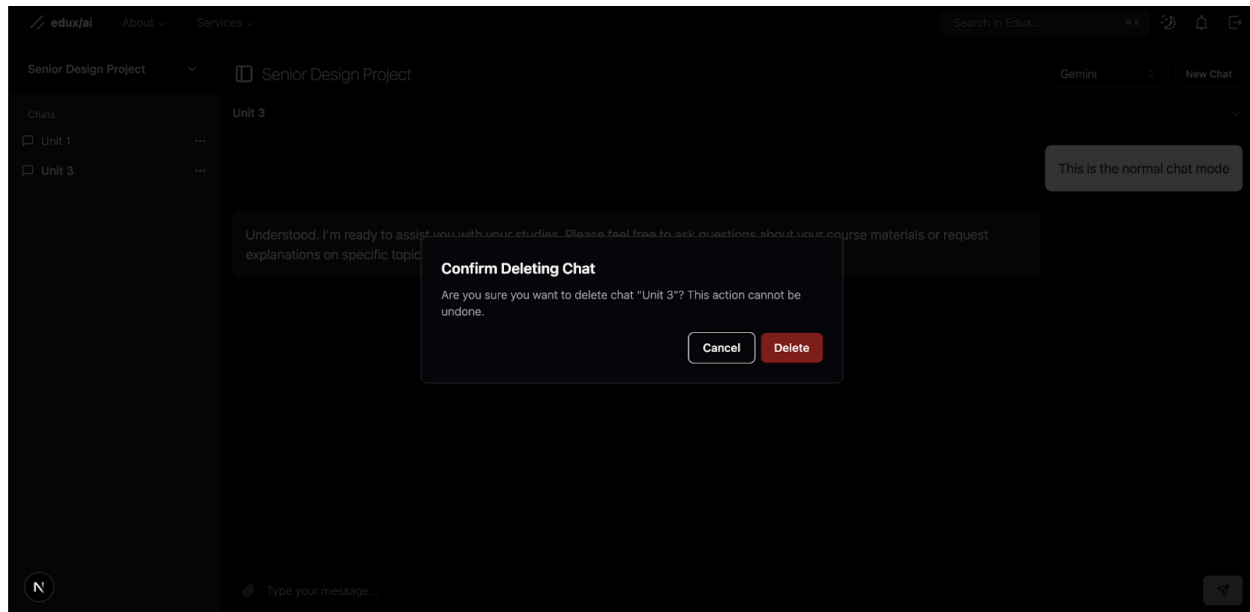 edux/ai About Services Search in Edux... ⌘K
Senior Design Project
Senior Design Project Gemini New Chat
Chats
Unit 1
Unit 3
Unit 3
This is the normal chat mode
Understood. I'm ready to assist you with your studies. Please feel free to ask questions about your course materials or request
explanations on specific topic
Confirm Deleting Chat
Are you sure you want to delete chat "Unit 3"? This action cannot be
undone.
Cancel Delete
N
Type your message...